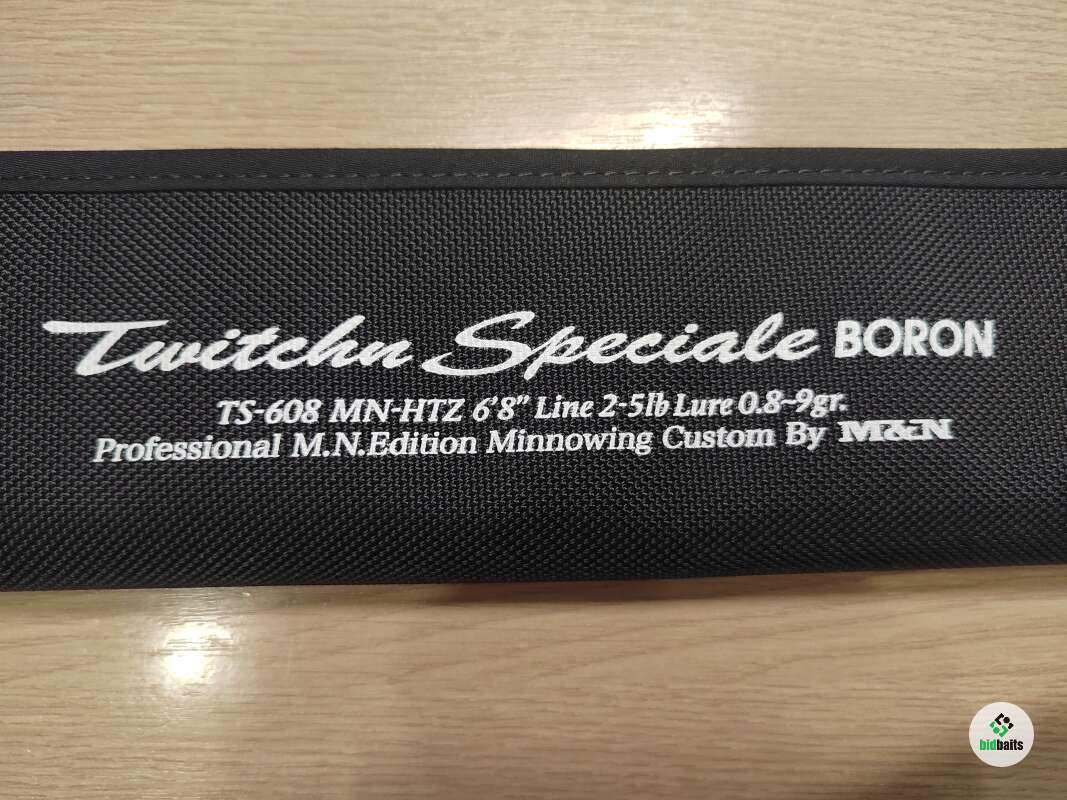 Twitchn Speciale BORON
TS-608 MN-HTZ 6'8" Line 2-5lb Lure 0.8~9gr.
Professional M.N.Edition Minnowing Custom By M&N
bidbaits